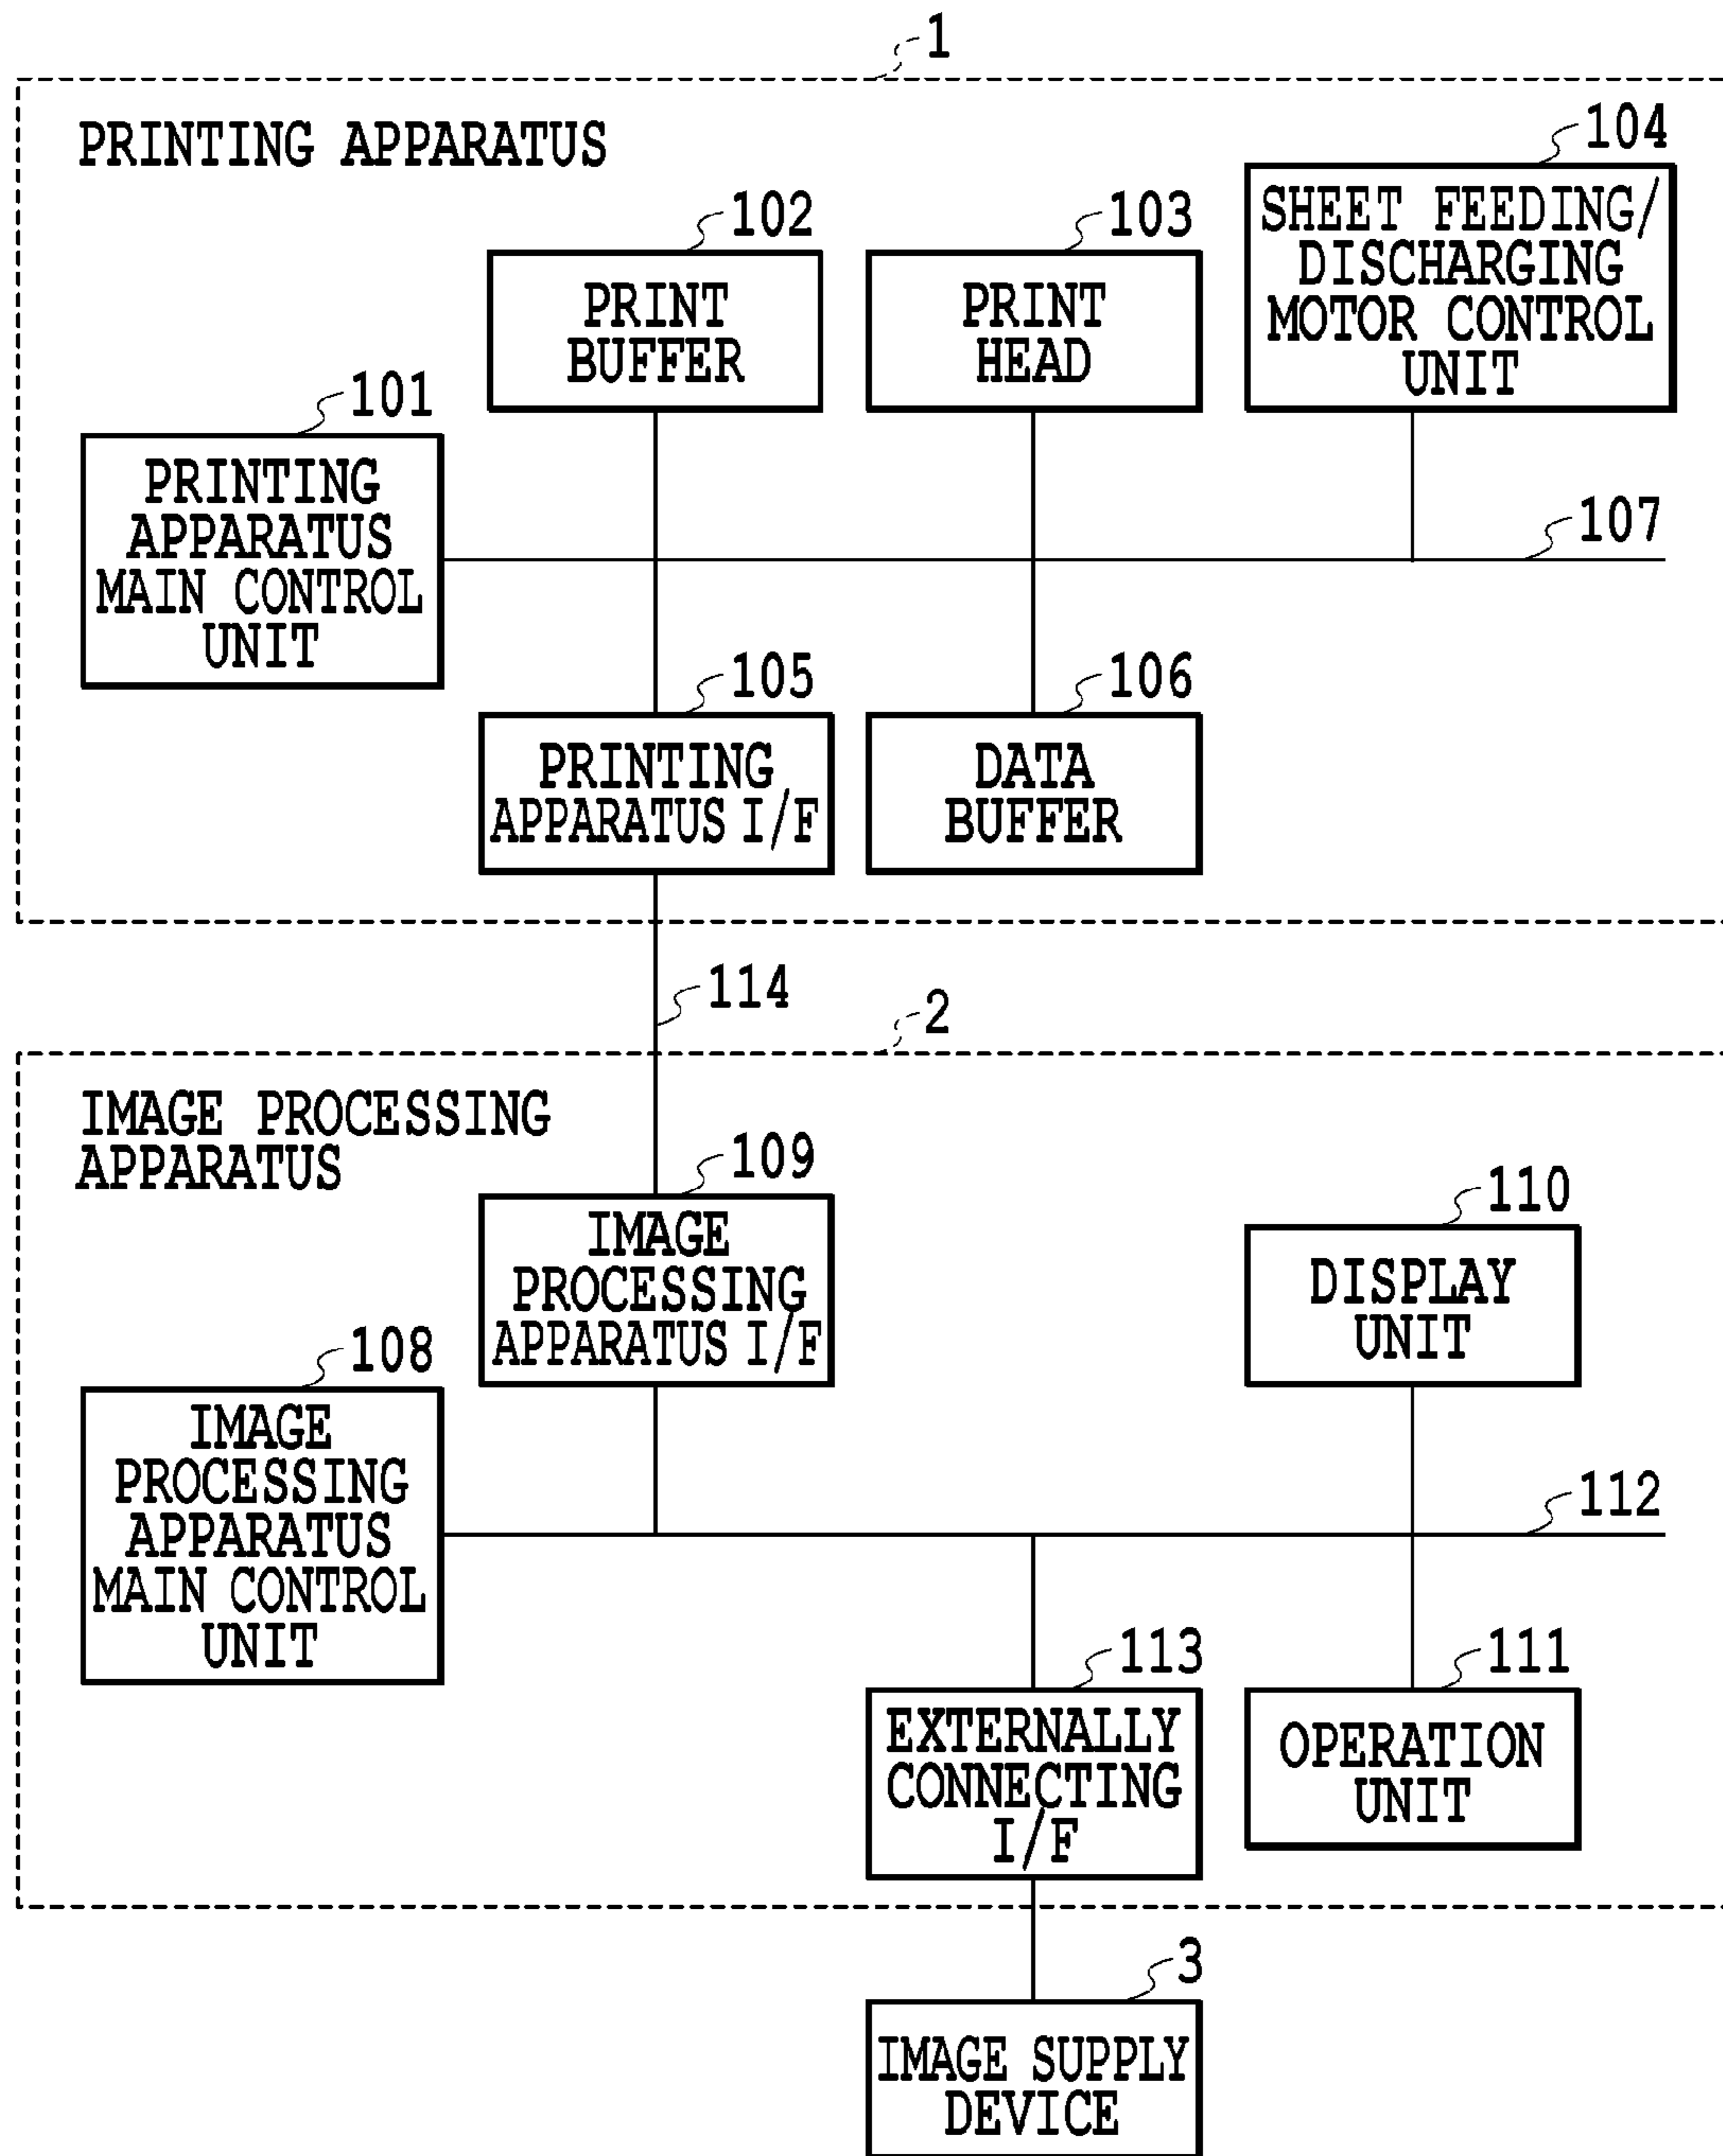 1
PRINTING APPARATUS
104
SHEET FEEDING/
DISCHARGING
MOTOR CONTROL
UNIT
102
PRINT
BUFFER
103
PRINT
HEAD
101
PRINTING
APPARATUS
MAIN CONTROL
UNIT
107
105
PRINTING
APPARATUS I/F
106
DATA
BUFFER
114
2
IMAGE PROCESSING
APPARATUS
109
IMAGE
PROCESSING
APPARATUS I/F
110
DISPLAY
UNIT
108
IMAGE
PROCESSING
APPARATUS
MAIN CONTROL
UNIT
112
113
EXTERNALLY
CONNECTING
I/F
111
OPERATION
UNIT
3
IMAGE SUPPLY
DEVICE